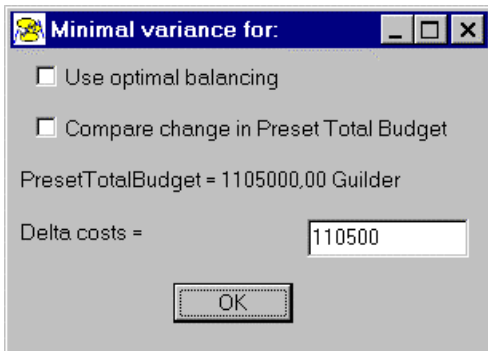 Minimal variance for:
Use optimal balancing
Compare change in Preset Total Budget
PresetTotalBudget = 1105000,00 Guilder
Delta costs = 110500
OK